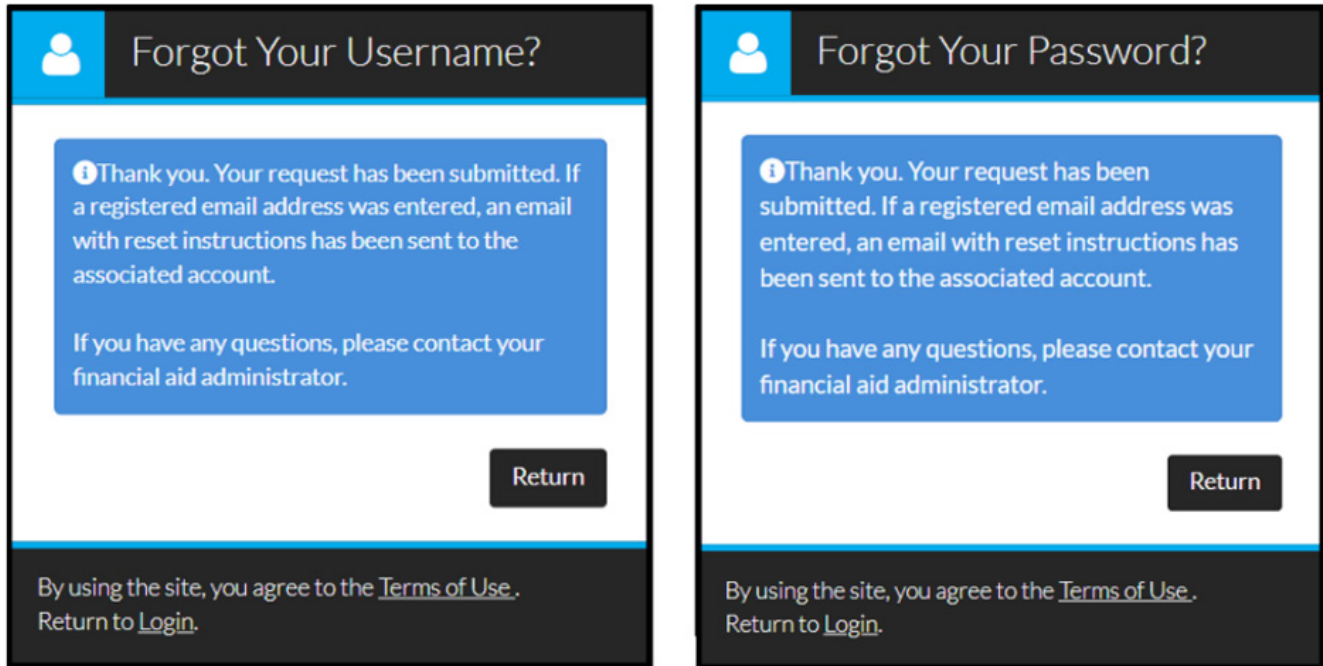 Forgot Your Username?
Thank you. Your request has been submitted. If
a registered email address was entered, an email
with reset instructions has been sent to the
associated account.
If you have any questions, please contact your
financial aid administrator.
Return
By using the site, you agree to the Terms of Use .
Return to Login.
Forgot Your Password?
Thank you. Your request has been
submitted. If a registered email address was
entered, an email with reset instructions has
been sent to the associated account.
If you have any questions, please contact your
financial aid administrator.
Return
By using the site, you agree to the Terms of Use .
Return to Login.